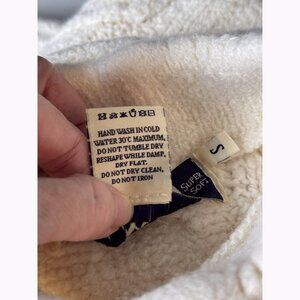 HAND WASH IN COLD
WATER 30°C MAXIMUM,
DO NOT TUMBLE DRY
RESHAPE WHILE DAMP,
DRY FLAT.
DO NOT DRY CLEAN,
DO NOT IRON
S
SUPER
SOFT